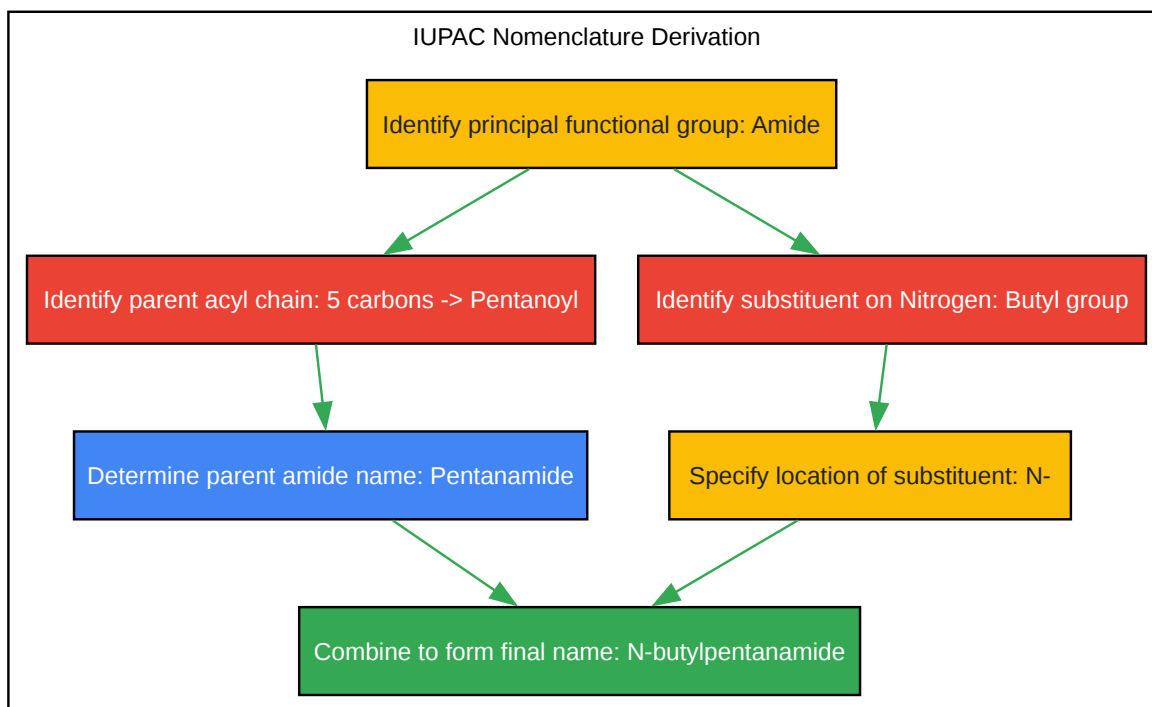 IUPAC Nomenclature Derivation
Identify principal functional group: Amide
Identify parent acyl chain: 5 carbons -> Pentanoyl
Identify substituent on Nitrogen: Butyl group
Determine parent amide name: Pentanamide
Specify location of substituent: N-
Combine to form final name: N-butylpentanamide